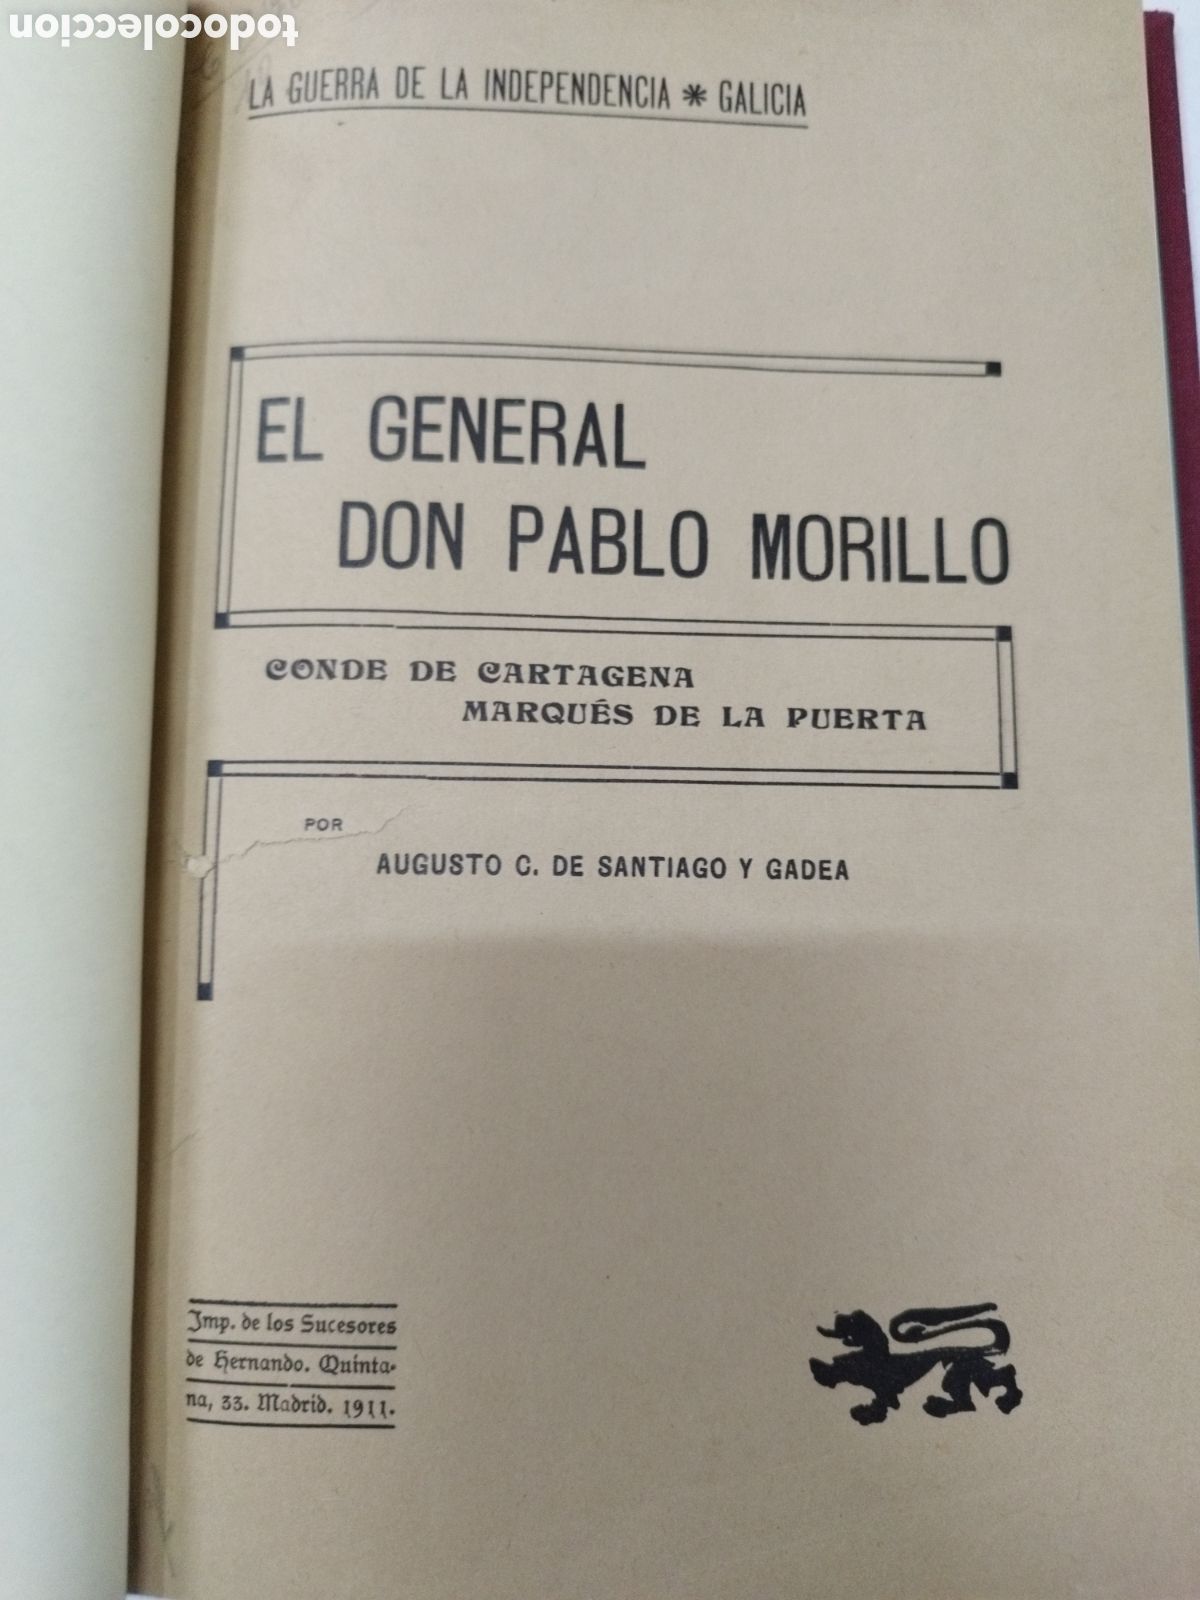 todocoleccion
LA GUERRA DE LA INDEPENDENCIA * GALICIA
EL GENERAL
DON PABLO MORILLO
CONDE DE CARTAGENA
MARQUÉS DE LA PUERTA
POR
AUGUSTO C. DE SANTIAGO Y GADEA
Imp. de los Sucesores
de Hernando. Quinta-
na, 33. Madrid. 1911.